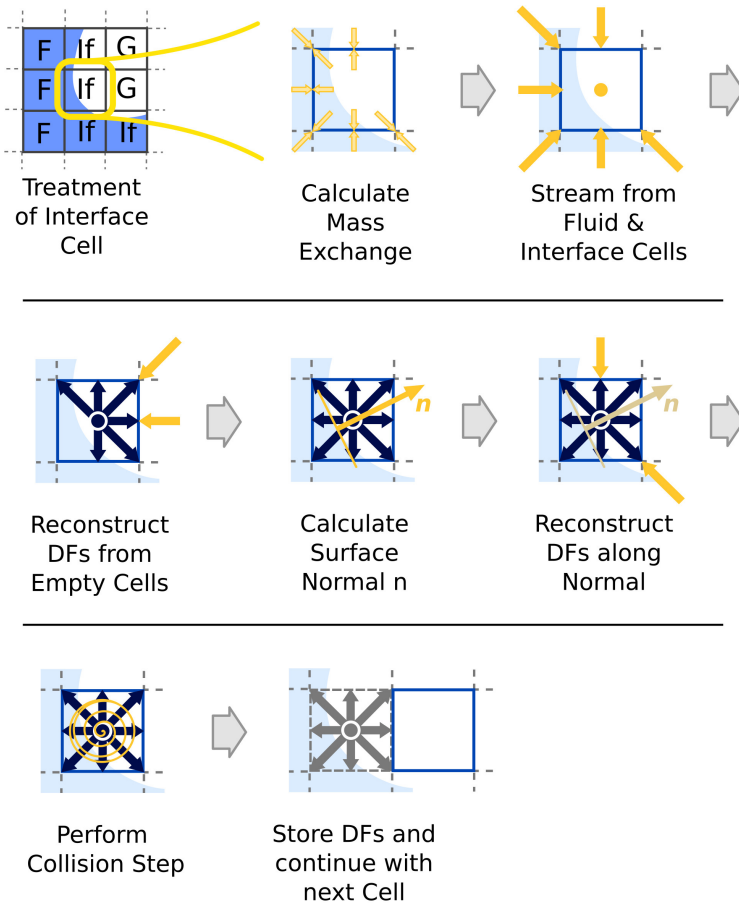 F If G
F If G
F If If
Treatment
of Interface
Cell
Calculate
Mass
Exchange
Stream from
Fluid &
Interface Cells
Reconstruct
DFs from
Empty Cells
n
Calculate
Surface
Normal n
n
Reconstruct
DFs along
Normal
Perform
Collision Step
Store DFs and
continue with
next Cell